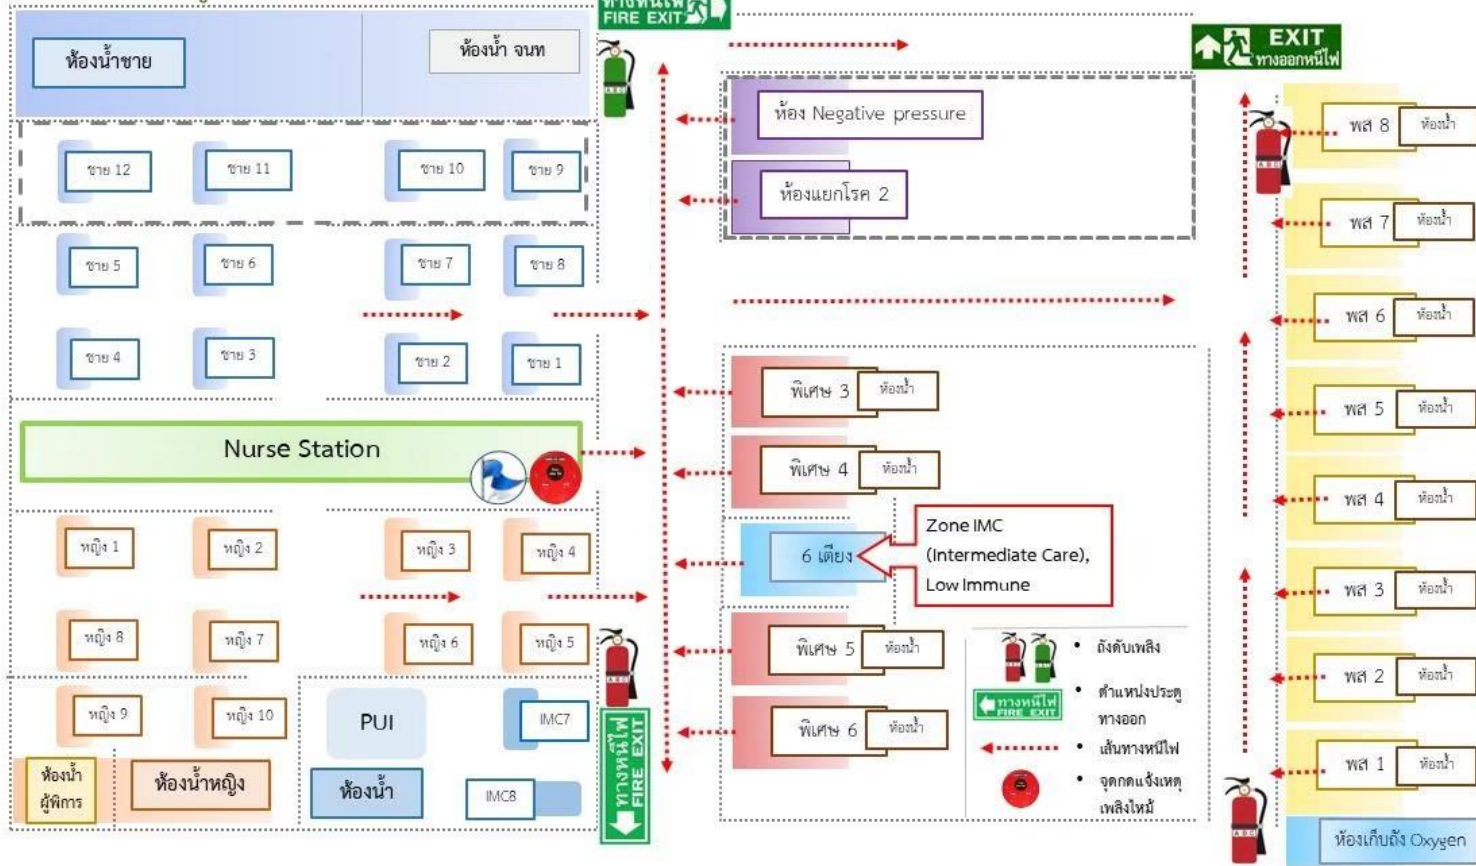 ทางหนีไฟ
FIRE EXIT
ห้องน้ำชาย
ห้องน้ำ จนท
EXIT
ทางออกหนีไฟ
ห้อง Negative pressure
ห้องแยกโรค 2
ชาย 12
ชาย 11
ชาย 10
ชาย 9
ชาย 5
ชาย 6
ชาย 7
ชาย 8
ชาย 4
ชาย 3
ชาย 2
ชาย 1
Nurse Station
หญิง 1
หญิง 2
หญิง 3
หญิง 4
หญิง 8
หญิง 7
หญิง 6
หญิง 5
หญิง 9
หญิง 10
PUI
IMC7
ห้องน้ำ
ผู้พิการ
ห้องน้ำหญิง
ห้องน้ำ
IMC8
ทางหนีไฟ
FIRE EXIT
พิเศษ 3
ห้องน้ำ
พิเศษ 4
ห้องน้ำ
6 เตียง
Zone IMC
(Intermediate Care),
Low Immune
พิเศษ 5
ห้องน้ำ
พิเศษ 6
ห้องน้ำ
• ถังดับเพลิง
ทางหนีไฟ
FIRE EXIT
• ตำแหน่งประตู
ทางออก
• เส้นทางหนีไฟ
• จุดกดแจ้งเหตุ
เพลิงไหม้
พส 8
ห้องน้ำ
พส 7
ห้องน้ำ
พส 6
ห้องน้ำ
พส 5
ห้องน้ำ
พส 4
ห้องน้ำ
พส 3
ห้องน้ำ
พส 2
ห้องน้ำ
พส 1
ห้องน้ำ
ห้องเก็บถัง Oxygen